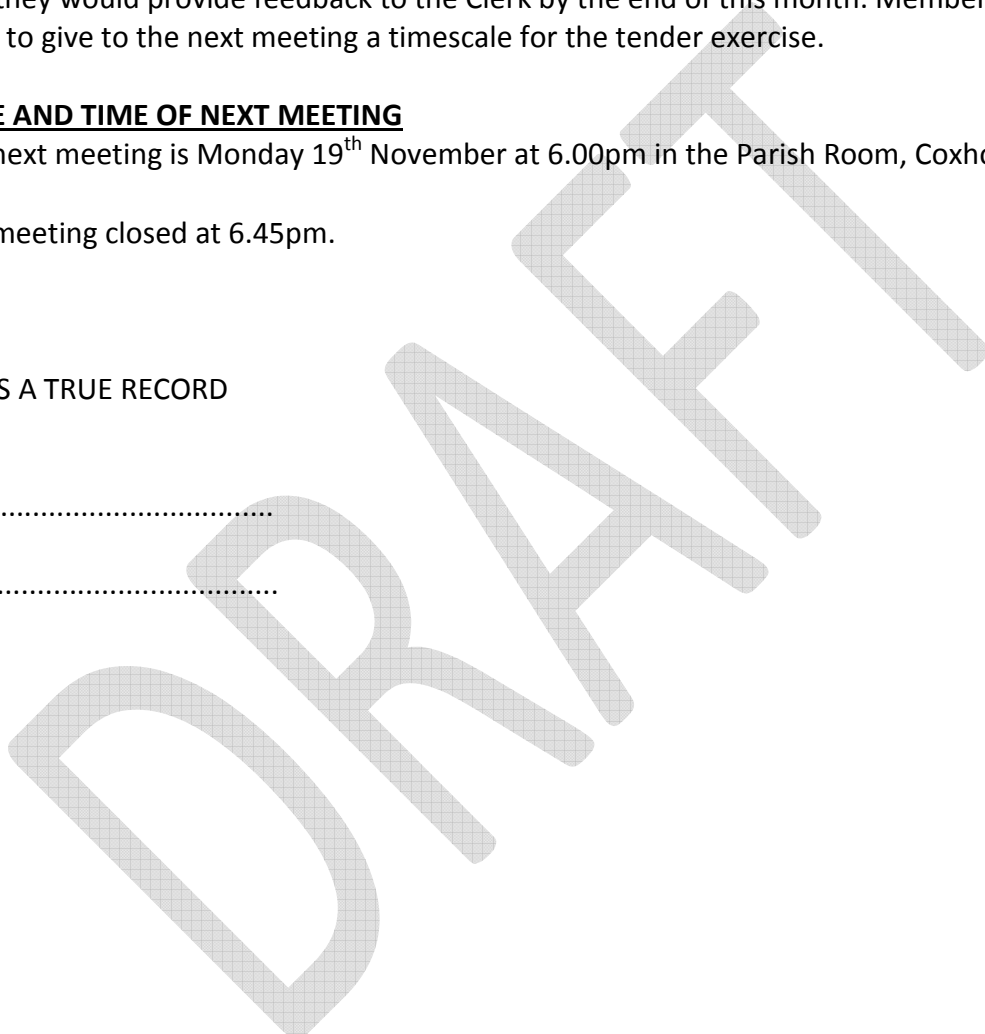 they would provide feedback to the Clerk by the end of this month. Member
to give to the next meeting a timescale for the tender exercise.
E AND TIME OF NEXT MEETING
next meeting is Monday 19th November at 6.00pm in the Parish Room, Coxho
meeting closed at 6.45pm.
S A TRUE RECORD
....................................
....................................
DRAFT